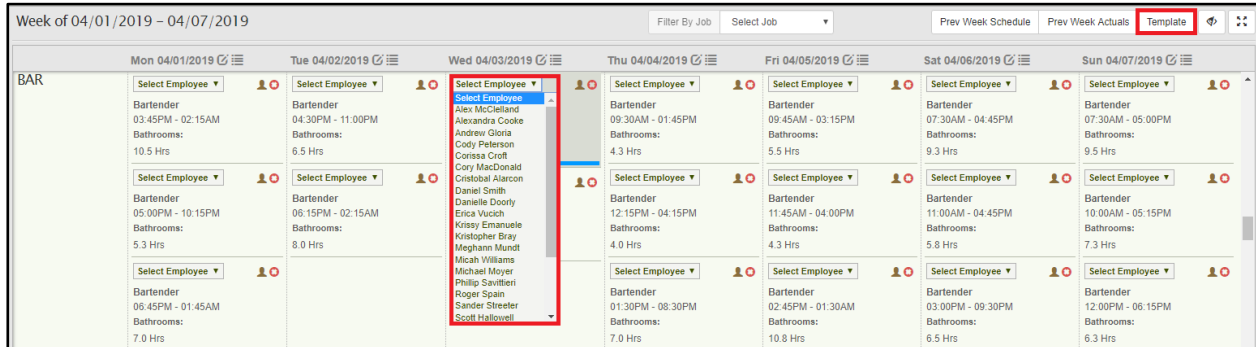 Week of 04/01/2019 - 04/07/2019 Filter By Job Select Job Prev Week Schedule Prev Week Actuals Template
Mon 04/01/2019 Tue 04/02/2019 Wed 04/03/2019 Thu 04/04/2019 Fri 04/05/2019 Sat 04/06/2019 Sun 04/07/2019
BAR
Select Employee
Bartender
03:45PM - 02:15AM
Bathrooms:
10.5 Hrs
Select Employee
Bartender
05:00PM - 10:15PM
Bathrooms:
5.3 Hrs
Select Employee
Bartender
06:45PM - 01:45AM
Bathrooms:
7.0 Hrs
Select Employee
Bartender
04:30PM - 11:00PM
Bathrooms:
6.5 Hrs
Select Employee
Bartender
06:15PM - 02:15AM
Bathrooms:
8.0 Hrs
Select Employee
Select Employee
Alex McClelland
Alexandra Cooke
Andrew Gloria
Cody Peterson
Corissa Croft
Cory MacDonald
Cristobal Alarcon
Daniel Smith
Danielle Doorly
Erica Vucich
Krissy Emanuele
Kristopher Bray
Meghann Mundt
Micah Williams
Michael Moyer
Phillip Savittieri
Roger Spain
Sander Streeter
Scott Hallowell
Select Employee
Bartender
09:30AM - 01:45PM
Bathrooms:
4.3 Hrs
Select Employee
Bartender
12:15PM - 04:15PM
Bathrooms:
4.0 Hrs
Select Employee
Bartender
01:30PM - 08:30PM
Bathrooms:
7.0 Hrs
Select Employee
Bartender
09:45AM - 03:15PM
Bathrooms:
5.5 Hrs
Select Employee
Bartender
11:45AM - 04:00PM
Bathrooms:
4.3 Hrs
Select Employee
Bartender
02:45PM - 01:30AM
Bathrooms:
10.8 Hrs
Select Employee
Bartender
07:30AM - 04:45PM
Bathrooms:
9.3 Hrs
Select Employee
Bartender
11:00AM - 04:45PM
Bathrooms:
5.8 Hrs
Select Employee
Bartender
03:00PM - 09:30PM
Bathrooms:
6.5 Hrs
Select Employee
Bartender
07:30AM - 05:00PM
Bathrooms:
9.5 Hrs
Select Employee
Bartender
10:00AM - 05:15PM
Bathrooms:
7.3 Hrs
Select Employee
Bartender
12:00PM - 06:15PM
Bathrooms:
6.3 Hrs